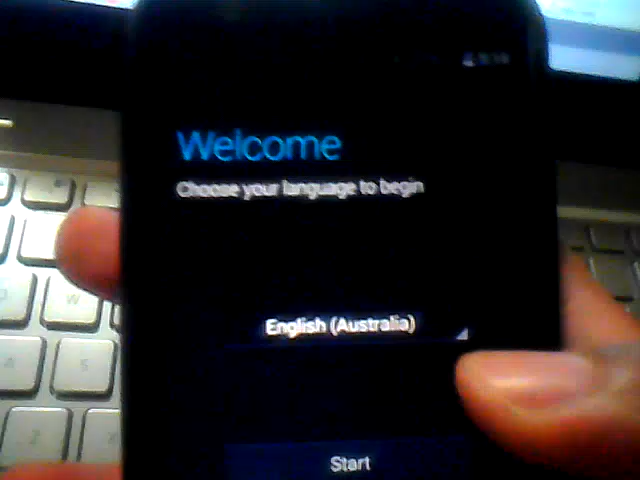 Welcome
Choose your language to begin
English (Australia)
Start
W
S
Z